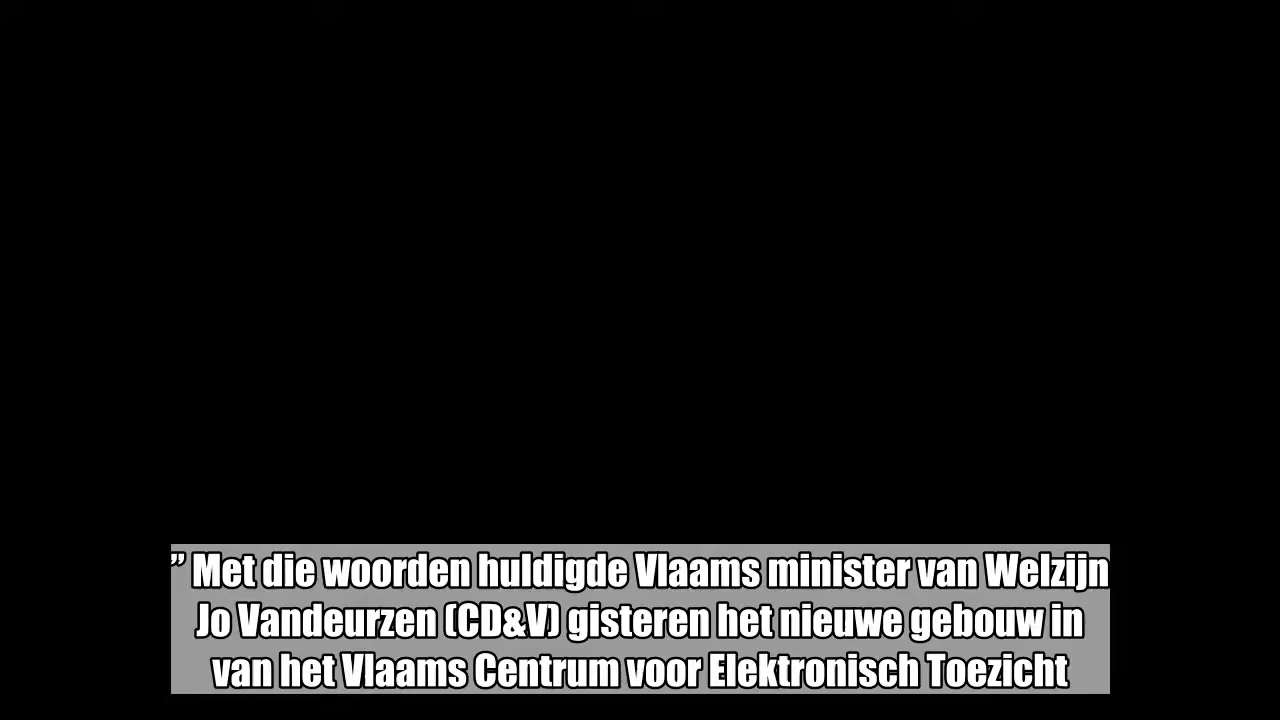 ” Met die woorden huldigde Vlaams minister van Welzijn
Jo Vandeurzen (CD&V) gisteren het nieuwe gebouw in
van het Vlaams Centrum voor Elektronisch Toezicht